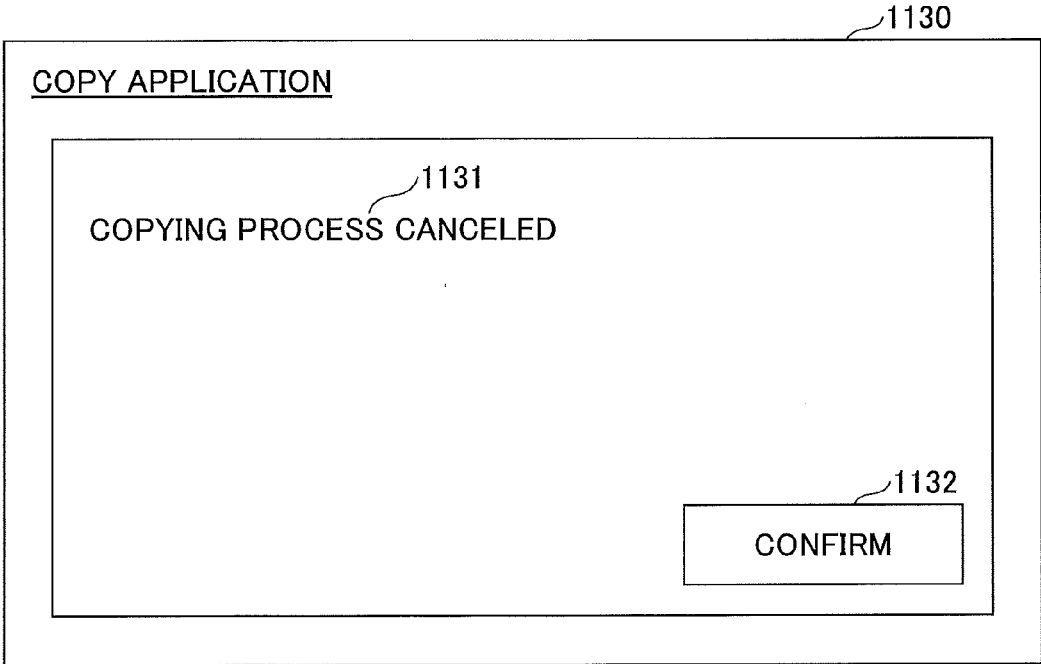 1130
COPY APPLICATION
1131
COPYING PROCESS CANCELED
1132
CONFIRM